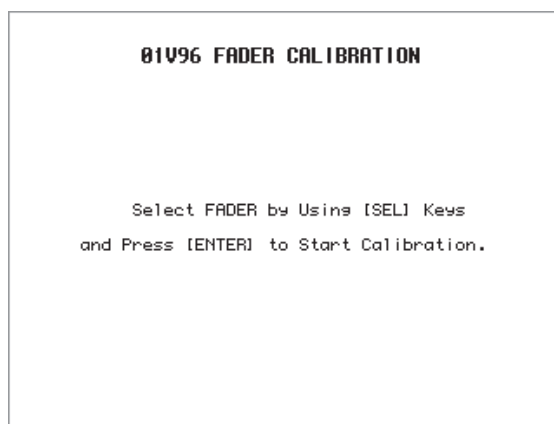 01V96 FADER CALIBRATION
Select FADER by Using [SEL] Keys
and Press [ENTER] to Start Calibration.